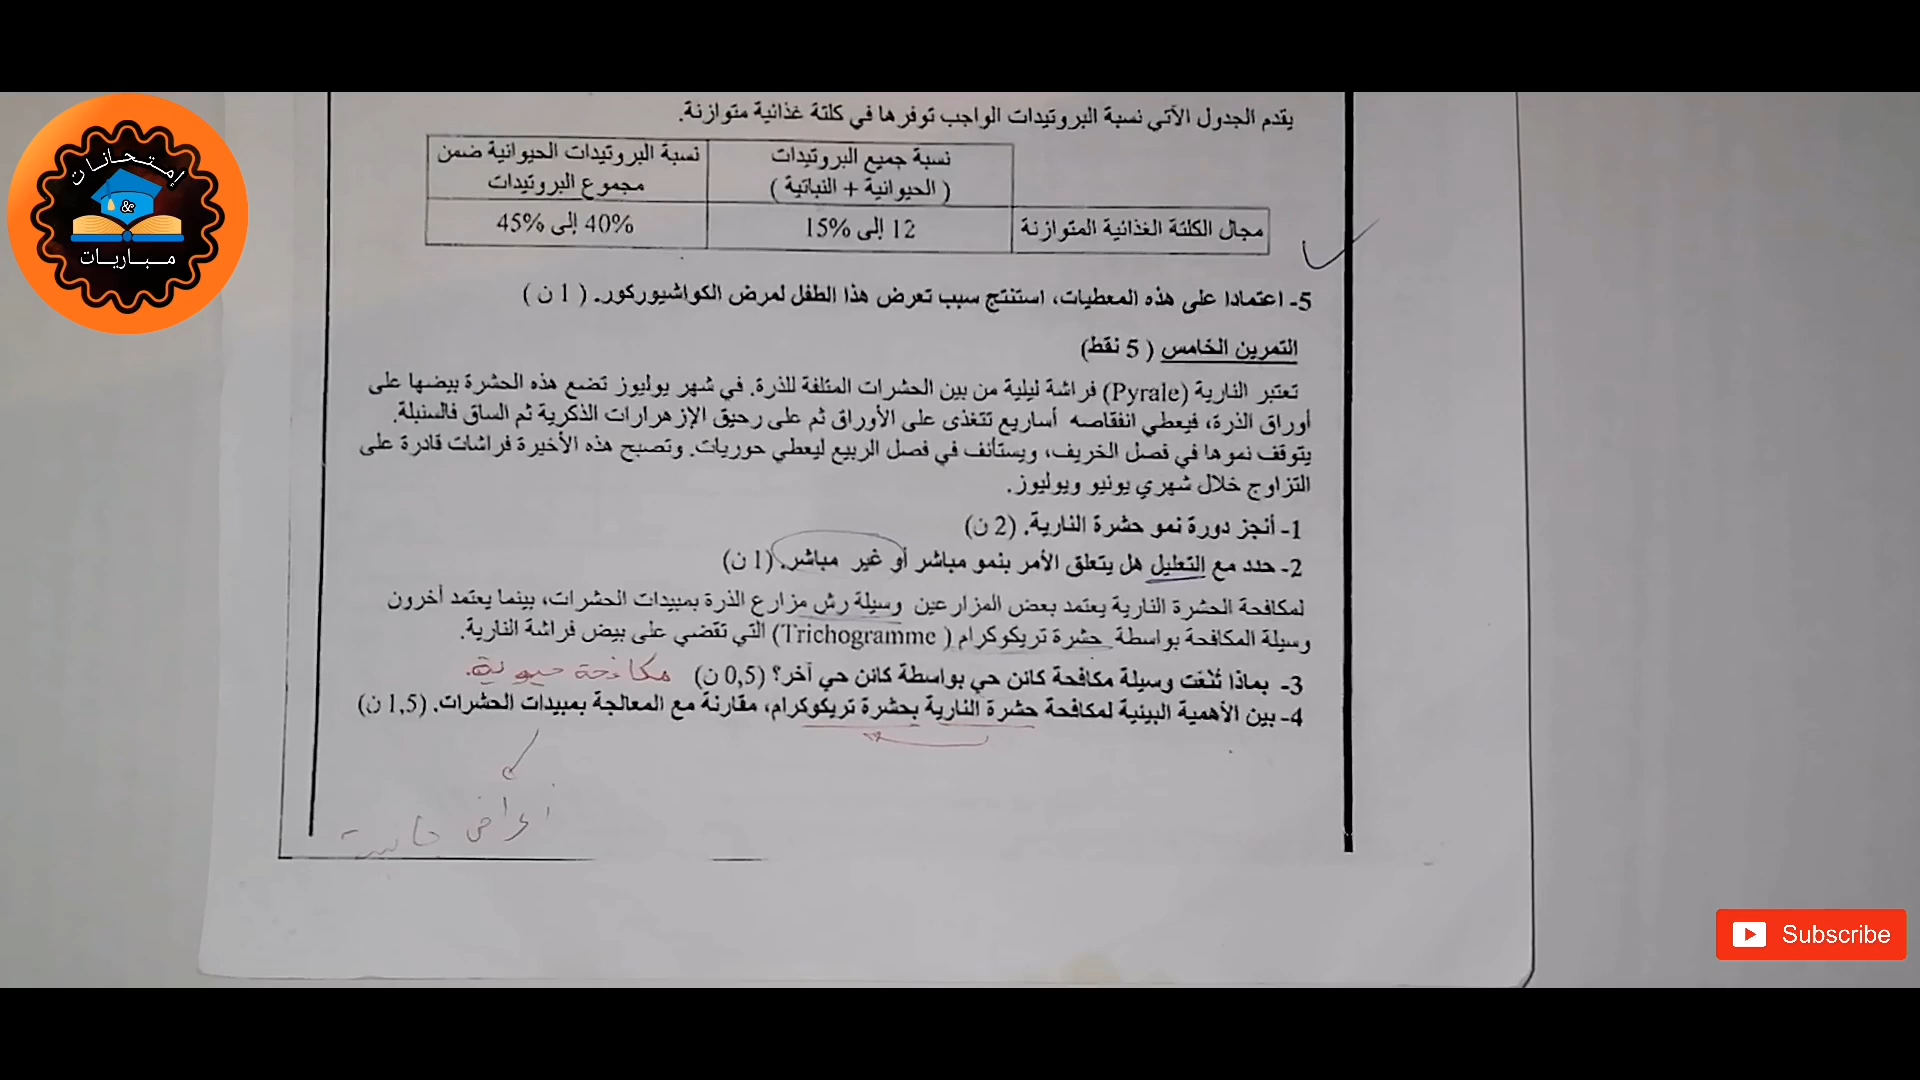 إمتحانات
&
مباريات
يقدم الجدول الآتي نسبة البروتيدات الواجب توفرها في كلتة غذائية متوازنة.
نسبة جميع البروتيدات
( الحيوانية + النباتية )
نسبة البروتيدات الحيوانية ضمن
مجموع البروتيدات
مجال الكلتة الغذائية المتوازنة
12 إلى 15%
40% إلى 45%
5- اعتمادا على هذه المعطيات، استنتج سبب تعرض هذا الطفل لمرض الكواشيوركور. ( 1 ن )
التمرين الخامس ( 5 نقط)
تعتبر النارية (Pyrale) فراشة ليلية من بين الحشرات المتلفة للذرة. في شهر يوليوز تضع هذه الحشرة بيضها على
أوراق الذرة، فيعطي انفقاصه أساريع تتغذى على الأوراق ثم على رحيق الإزهرارات الذكرية ثم الساق فالسنبلة.
يتوقف نموها في فصل الخريف، ويستأنف في فصل الربيع ليعطي حوريات. وتصبح هذه الأخيرة فراشات قادرة على
التزاوج خلال شهري يونيو ويوليوز.
1- أنجز دورة نمو حشرة النارية. (2 ن)
2- حدد مع التعليل هل يتعلق الأمر بنمو مباشر أو غير مباشر. (1 ن)
لمكافحة الحشرة النارية يعتمد بعض المزارعين وسيلة رش مزارع الذرة بمبيدات الحشرات، بينما يعتمد أخرون
وسيلة المكافحة بواسطة حشرة تريكوكرام ( Trichogramme) التي تقضي على بيض فراشة النارية.
3- بماذا تُنْعَت وسيلة مكافحة كائن حي بواسطة كائن حي آخر؟ (0,5 ن) مكافحة حيوية.
4- بين الأهمية البيئية لمكافحة حشرة النارية بحشرة تريكوكرام، مقارنة مع المعالجة بمبيدات الحشرات. (1,5 ن)
Subscribe